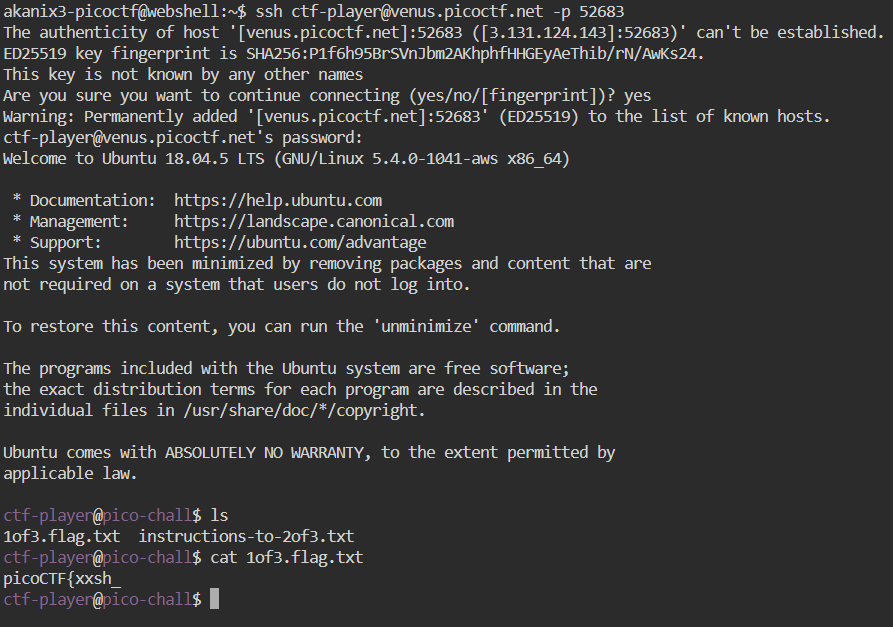 akanix3-picoctf@webshell:~$ ssh ctf-player@venus.picoctf.net -p 52683
The authenticity of host '[venus.picoctf.net]:52683 ([3.131.124.143]:52683)' can't be established.
ED25519 key fingerprint is SHA256:P1f6h95BrSVnJbm2AKhphfHHGEyAeThib/rN/AwKs24.
This key is not known by any other names
Are you sure you want to continue connecting (yes/no/[fingerprint])? yes
Warning: Permanently added '[venus.picoctf.net]:52683' (ED25519) to the list of known hosts.
ctf-player@venus.picoctf.net's password:
Welcome to Ubuntu 18.04.5 LTS (GNU/Linux 5.4.0-1041-aws x86_64)

 * Documentation:  https://help.ubuntu.com
 * Management:     https://landscape.canonical.com
 * Support:        https://ubuntu.com/advantage
This system has been minimized by removing packages and content that are
not required on a system that users do not log into.

To restore this content, you can run the 'unminimize' command.

The programs included with the Ubuntu system are free software;
the exact distribution terms for each program are described in the
individual files in /usr/share/doc/*/copyright.

Ubuntu comes with ABSOLUTELY NO WARRANTY, to the extent permitted by
applicable law.

ctf-player@pico-chall$ ls
1of3.flag.txt  instructions-to-2of3.txt
ctf-player@pico-chall$ cat 1of3.flag.txt
picoCTF{xxsh_
ctf-player@pico-chall$